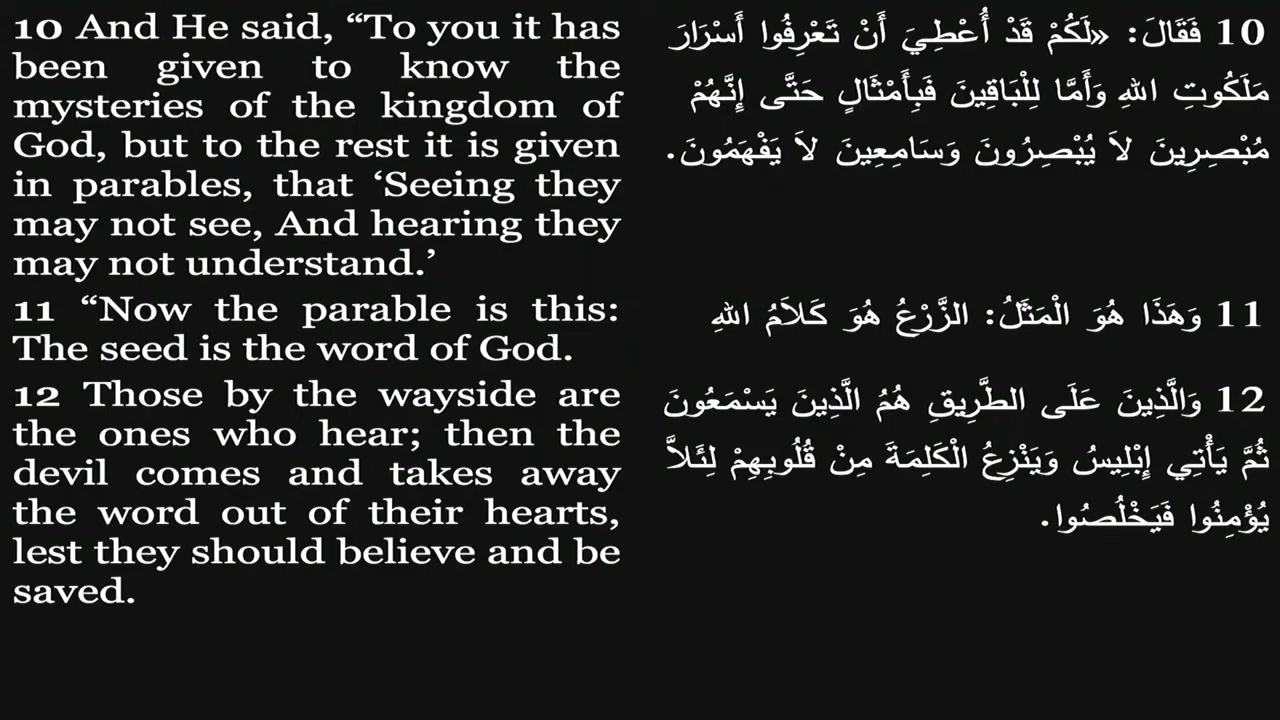 10 And He said, “To you it has
been given to know the
mysteries of the kingdom of
God, but to the rest it is given
in parables, that ‘Seeing they
may not see, And hearing they
may not understand.’
11 “Now the parable is this:
The seed is the word of God.
12 Those by the wayside are
the ones who hear; then the
devil comes and takes away
the word out of their hearts,
lest they should believe and be
saved.
10 فَقَالَ: «لَكُمْ قَدْ أُعْطِيَ أَنْ تَعْرِفُوا أَسْرَارَ
مَلَكُوتِ اللهِ وَأَمَّا لِلْبَاقِينَ فَبِأَمْثَالٍ حَتَّى إِنَّهُمْ
مُبْصِرِينَ لاَ يُبْصِرُونَ وَسَامِعِينَ لاَ يَفْهَمُونَ.
11 وَهَذَا هُوَ الْمَثَلُ: الزَّرْعُ هُوَ كَلاَمُ اللهِ
12 وَالَّذِينَ عَلَى الطَّرِيقِ هُمُ الَّذِينَ يَسْمَعُونَ
ثُمَّ يَأْتِي إِبْلِيسُ وَيَنْزِعُ الْكَلِمَةَ مِنْ قُلُوبِهِمْ لِئَلاَّ
يُؤْمِنُوا فَيَخْلُصُوا.